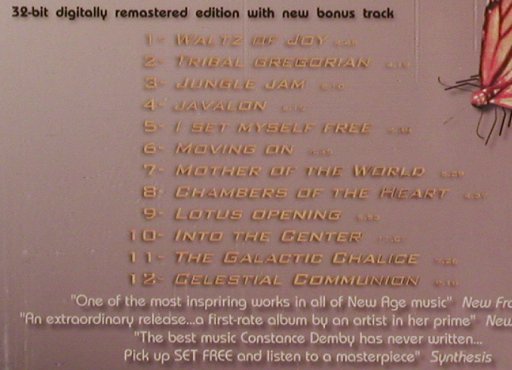 32-bit digitally remastered edition with new bonus track
1- Waltz of Joy
2- Tribal Gregorian
3- Jungle Jam
4- Javalon
5- I Set Myself Free
6- Moving On
7- Mother of the World
8- Chambers of the Heart
9- Lotus Opening
10- Into the Center
11- The Galactic Chalice
12- Celestial Communion
"One of the most inspriring works in all of New Age music" New Fro
"An extraordinary release...a first-rate album by an artist in her prime" New
"The best music Constance Demby has never written...
Pick up SET FREE and listen to a masterpiece" Synthesis